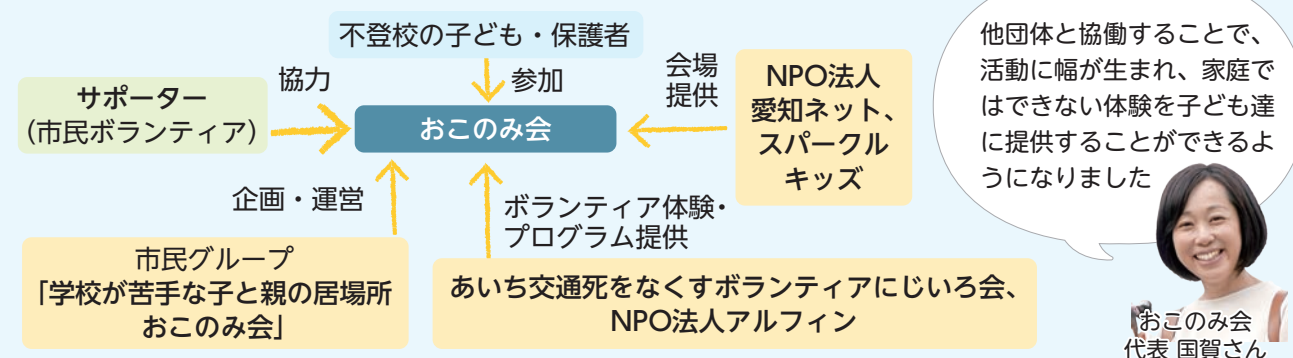 不登校の子ども・保護者
サポーター
（市民ボランティア）
協力
参加
会場
提供
おこのみ会
NPO法人
愛知ネット、
スパークル
キッズ
企画・運営
ボランティア体験・
プログラム提供
市民グループ
「学校が苦手な子と親の居場所
おこのみ会」
あいち交通死をなくすボランティアにじいろ会、
NPO法人アルフィン
他団体と協働することで、
活動に幅が生まれ、家庭で
はできない体験を子ども達
に提供することができるよ
うになりました
おこのみ会
代表 国賀さん